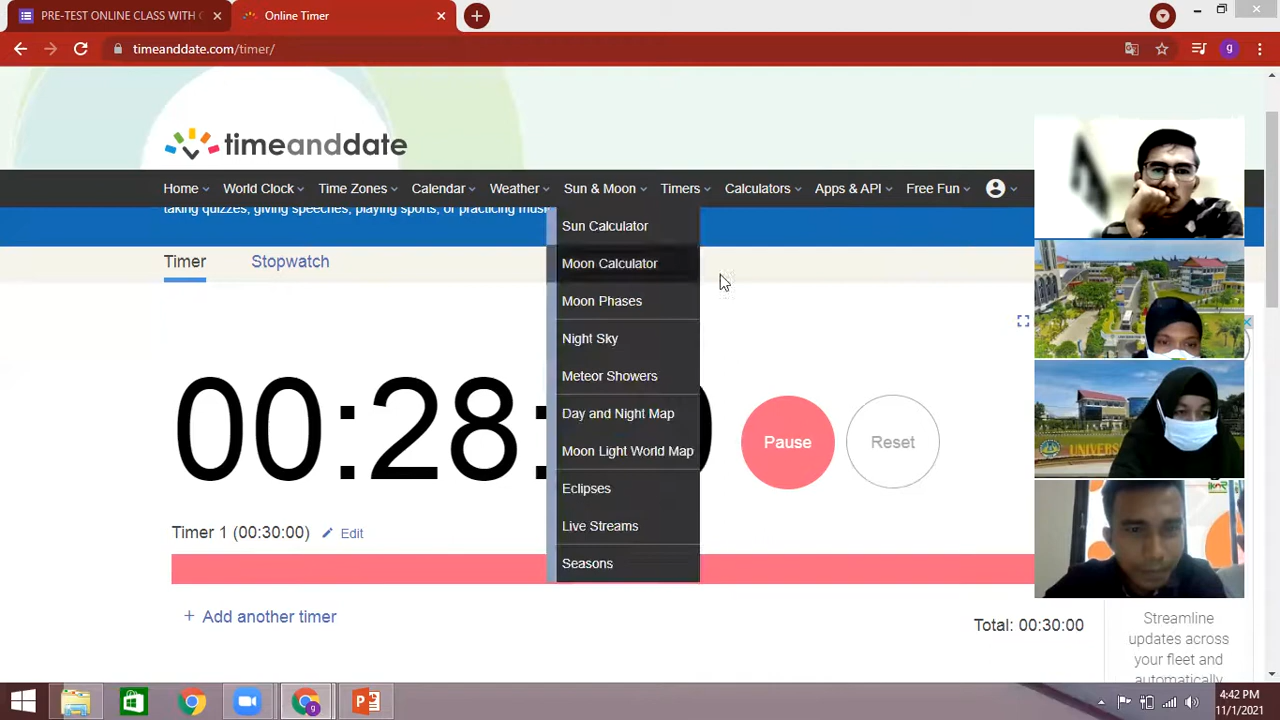 PRE-TEST ONLINE CLASS WITH
Online Timer
timeanddate.com/timer/
g
timeanddate
Home World Clock Time Zones Calendar Weather Sun & Moon Timers Calculators Apps & API Free Fun
taking quizzes, giving speeches, playing sports, or practicing
Sun Calculator
Timer Stopwatch
Moon Calculator
Moon Phases
Night Sky
Meteor Showers
Day and Night Map
00:28:
Pause Reset
Moon Light World Map
UNIVERS
Eclipses
Live Streams
Timer 1 (00:30:00) Edit
Seasons
+ Add another timer
Total: 00:30:00
Streamline
updates across
your fleet and
automatically
4:42 PM
11/1/2021